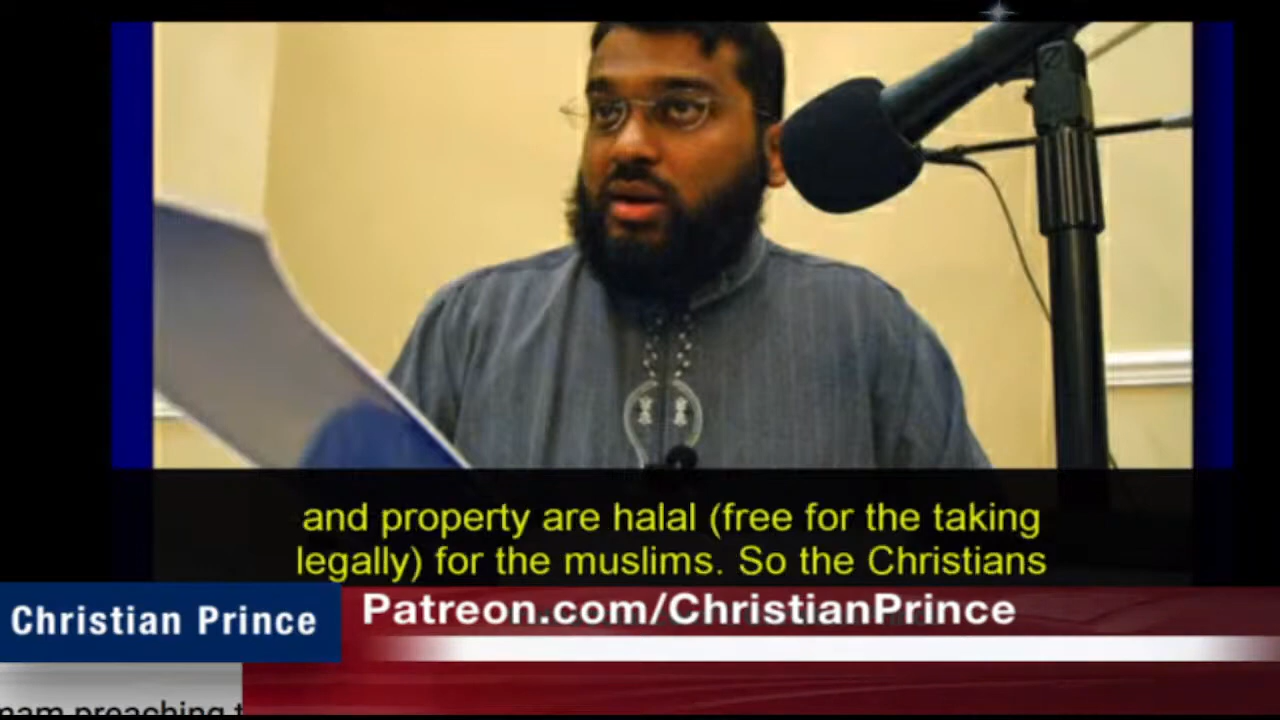 and property are halal (free for the taking
legally) for the muslims. So the Christians
Christian Prince
Patreon.com/ChristianPrince
preaching